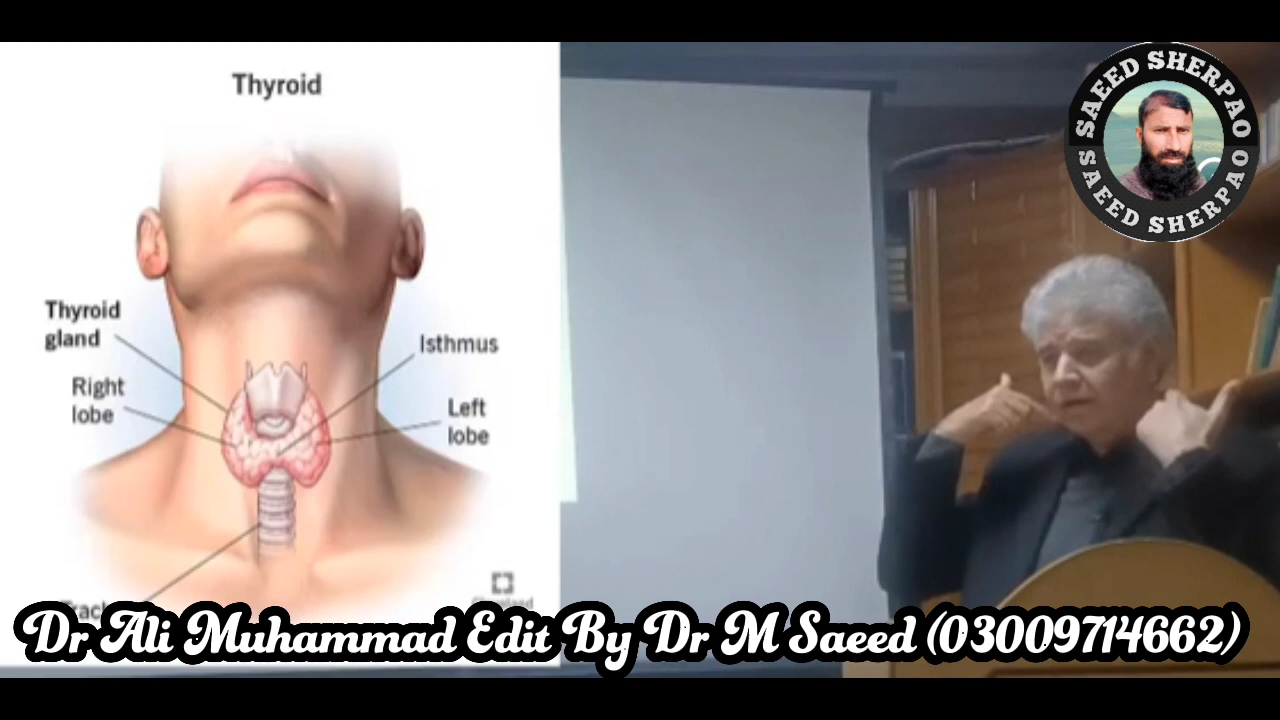 Thyroid
Thyroid
gland
Right
lobe
Isthmus
Left
lobe
SAEED SHERPAO
SAEED SHERPAO
Dr Ali Muhammad Edit By Dr M Saeed (03009714662)